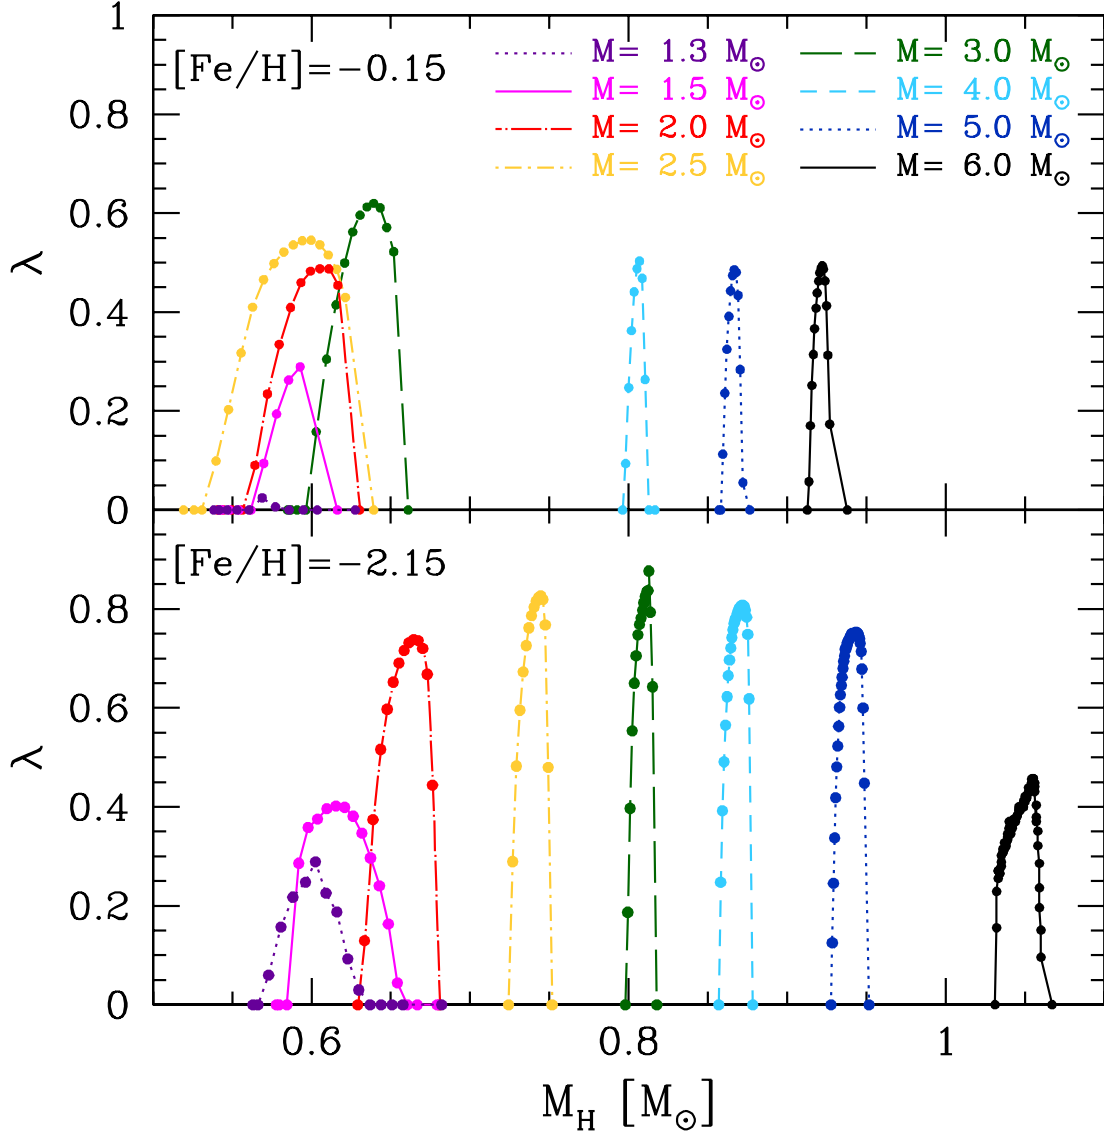 1
[Fe/H]=−0.15
M= 1.3 M⊙
M= 3.0 M⊙
M= 1.5 M⊙
M= 4.0 M⊙
M= 2.0 M⊙
M= 5.0 M⊙
M= 2.5 M⊙
M= 6.0 M⊙
0.8
0.6
λ
0.4
0.2
0
[Fe/H]=−2.15
0.8
λ
0.6
0.4
0.2
0
0.6 0.8 1
M_H [M⊙]